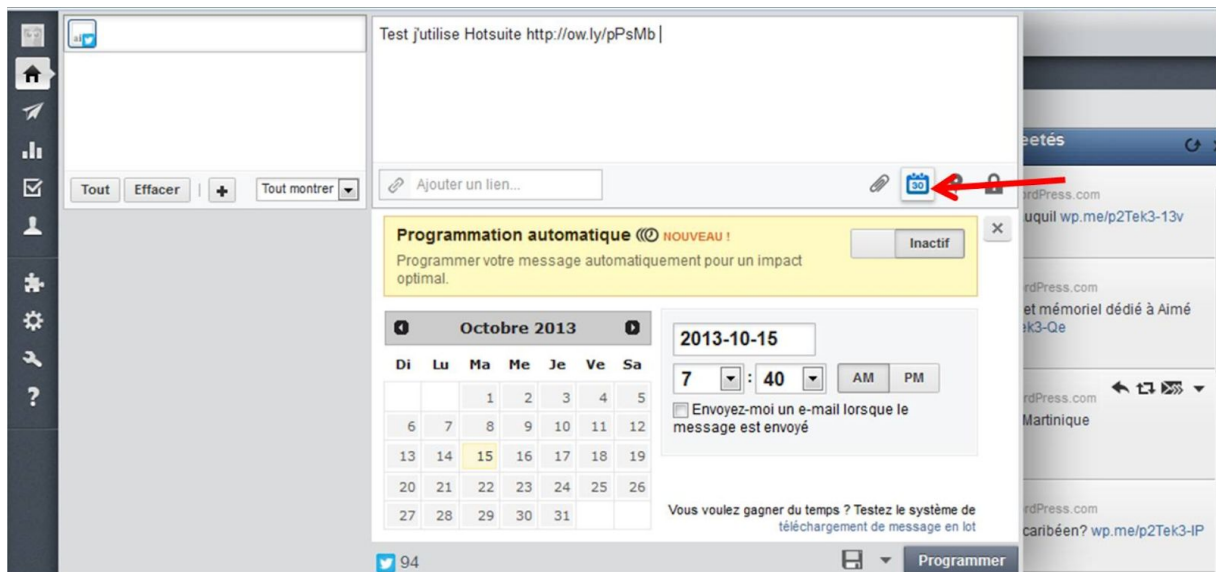 Test j'utilise Hotsuite http://ow.ly/pPsMb
Tout Effacer Tout montrer
Ajouter un lien...
30
Programmation automatique NOUVEAU !
Programmer votre message automatiquement pour un impact
optimal.
Inactif
Octobre 2013
Di Lu Ma Me Je Ve Sa
1 2 3 4 5
6 7 8 9 10 11 12
13 14 15 16 17 18 19
20 21 22 23 24 25 26
27 28 29 30 31
2013-10-15
7 : 40 AM PM
Envoyez-moi un e-mail lorsque le
message est envoyé
Vous voulez gagner du temps ? Testez le système de
téléchargement de message en lot
94
Programmer
eetés
rdPress.com
uquil wp.me/p2Tek3-13v
rdPress.com
et mémoriel dédié à Aimé
ek3-Qe
rdPress.com
Martinique
rdPress.com
caribéen? wp.me/p2Tek3-IP
?